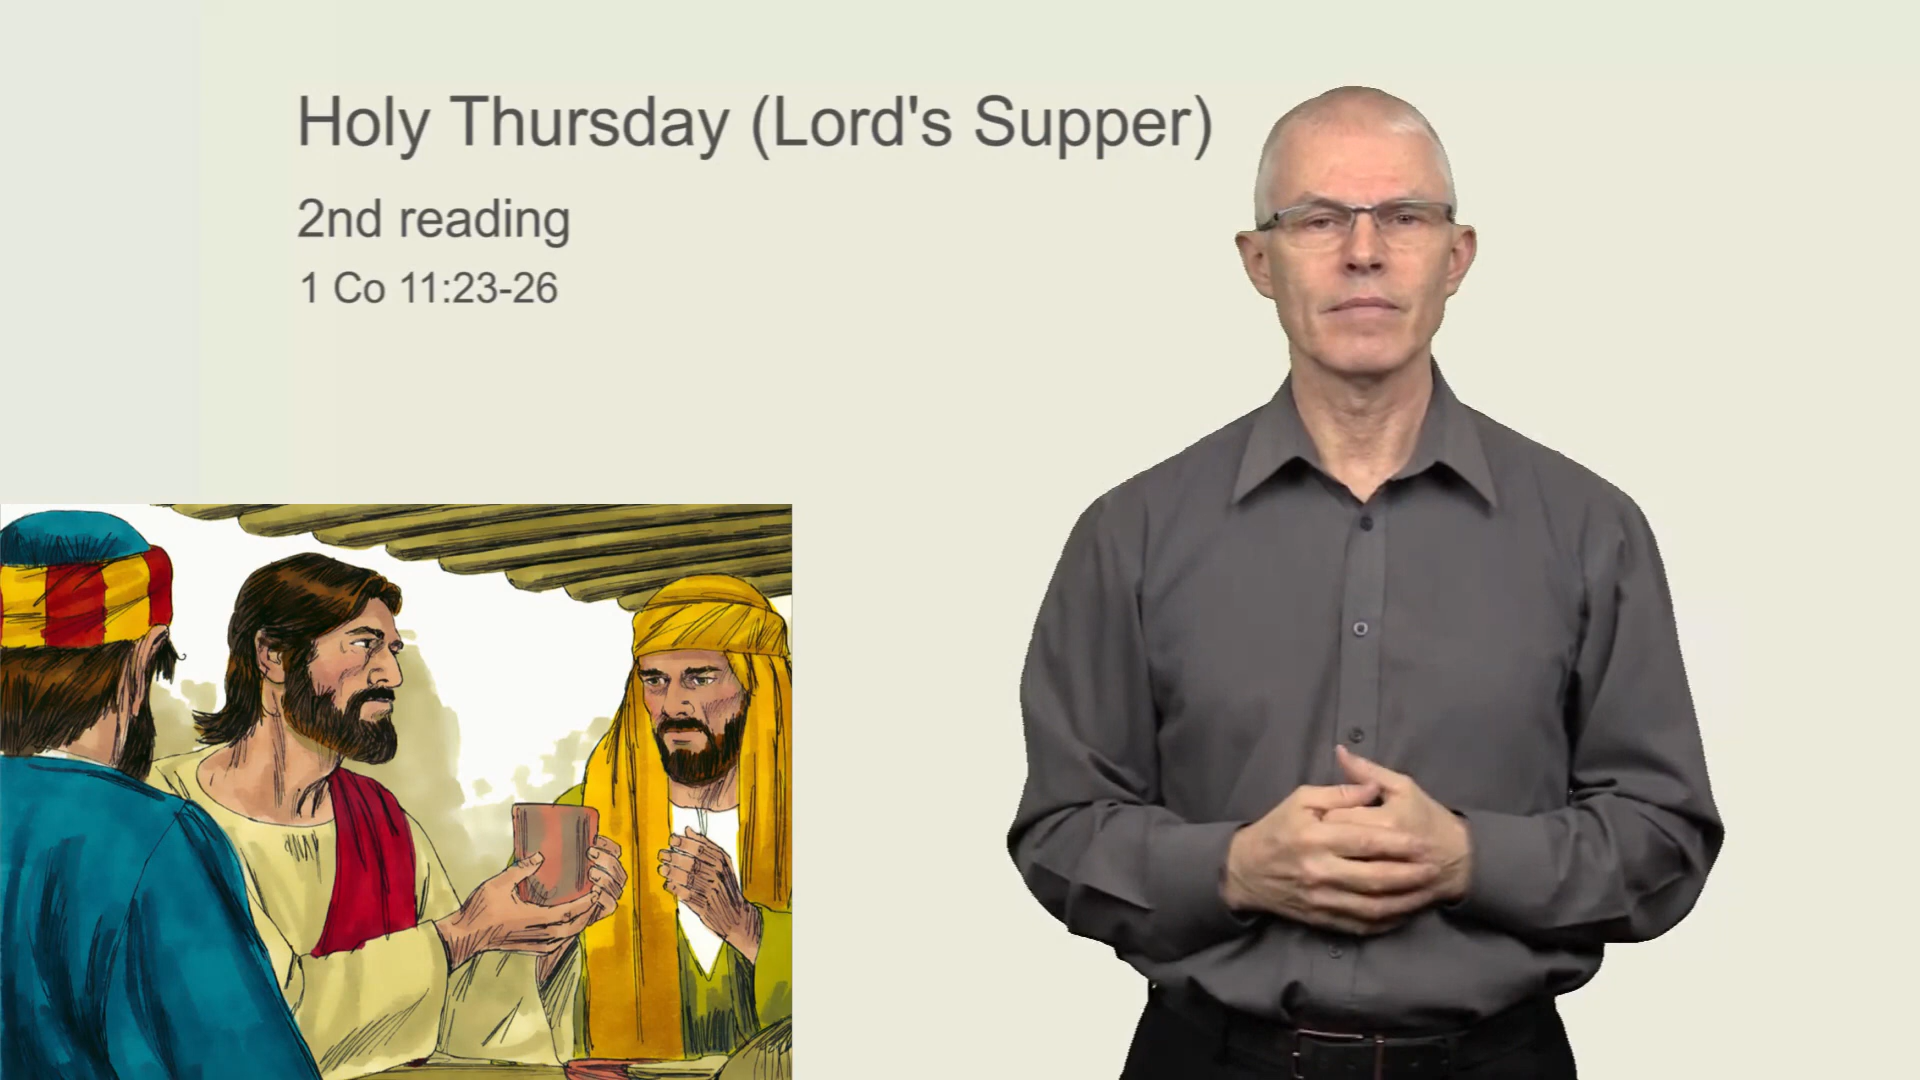 Holy Thursday (Lord's Supper)
2nd reading
1 Co 11:23-26